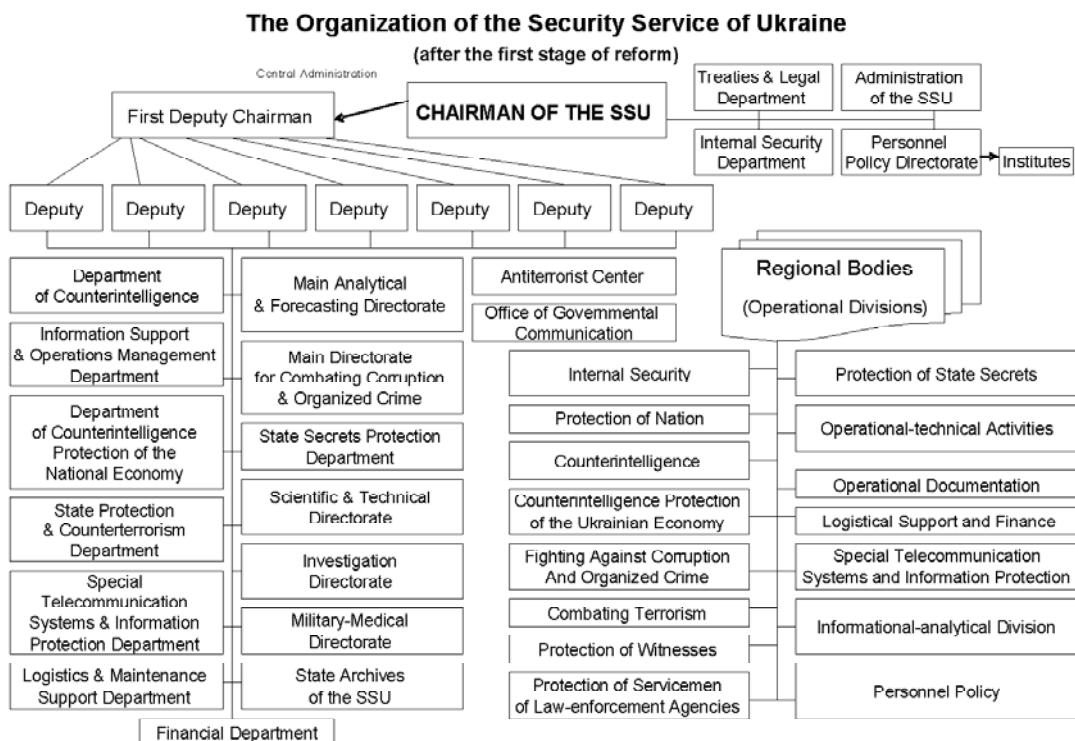 The Organization of the Security Service of Ukraine
(after the first stage of reform)
Central Administration
First Deputy Chairman
CHAIRMAN OF THE SSU
Treaties & Legal
Department
Administration
of the SSU
Internal Security
Department
Personnel
Policy Directorate
Institutes
Deputy
Deputy
Deputy
Deputy
Deputy
Deputy
Deputy
Department
of Counterintelligence
Information Support
& Operations Management
Department
Department
of Counterintelligence
Protection of the
National Economy
State Protection
& Counterterrorism
Department
Special
Telecommunication
Systems & Information
Protection Department
Logistics & Maintenance
Support Department
Main Analytical
& Forecasting Directorate
Main Directorate
for Combating Corruption
& Organized Crime
State Secrets Protection
Department
Scientific & Technical
Directorate
Investigation
Directorate
Military-Medical
Directorate
State Archives
of the SSU
Financial Department
Antiterrorist Center
Office of Governmental
Communication
Regional Bodies
(Operational Divisions)
Internal Security
Protection of Nation
Counterintelligence
Counterintelligence Protection
of the Ukrainian Economy
Fighting Against Corruption
And Organized Crime
Combating Terrorism
Protection of Witnesses
Protection of Servicemen
of Law-enforcement Agencies
Protection of State Secrets
Operational-technical Activities
Operational Documentation
Logistical Support and Finance
Special Telecommunication
Systems and Information Protection
Informational-analytical Division
Personnel Policy